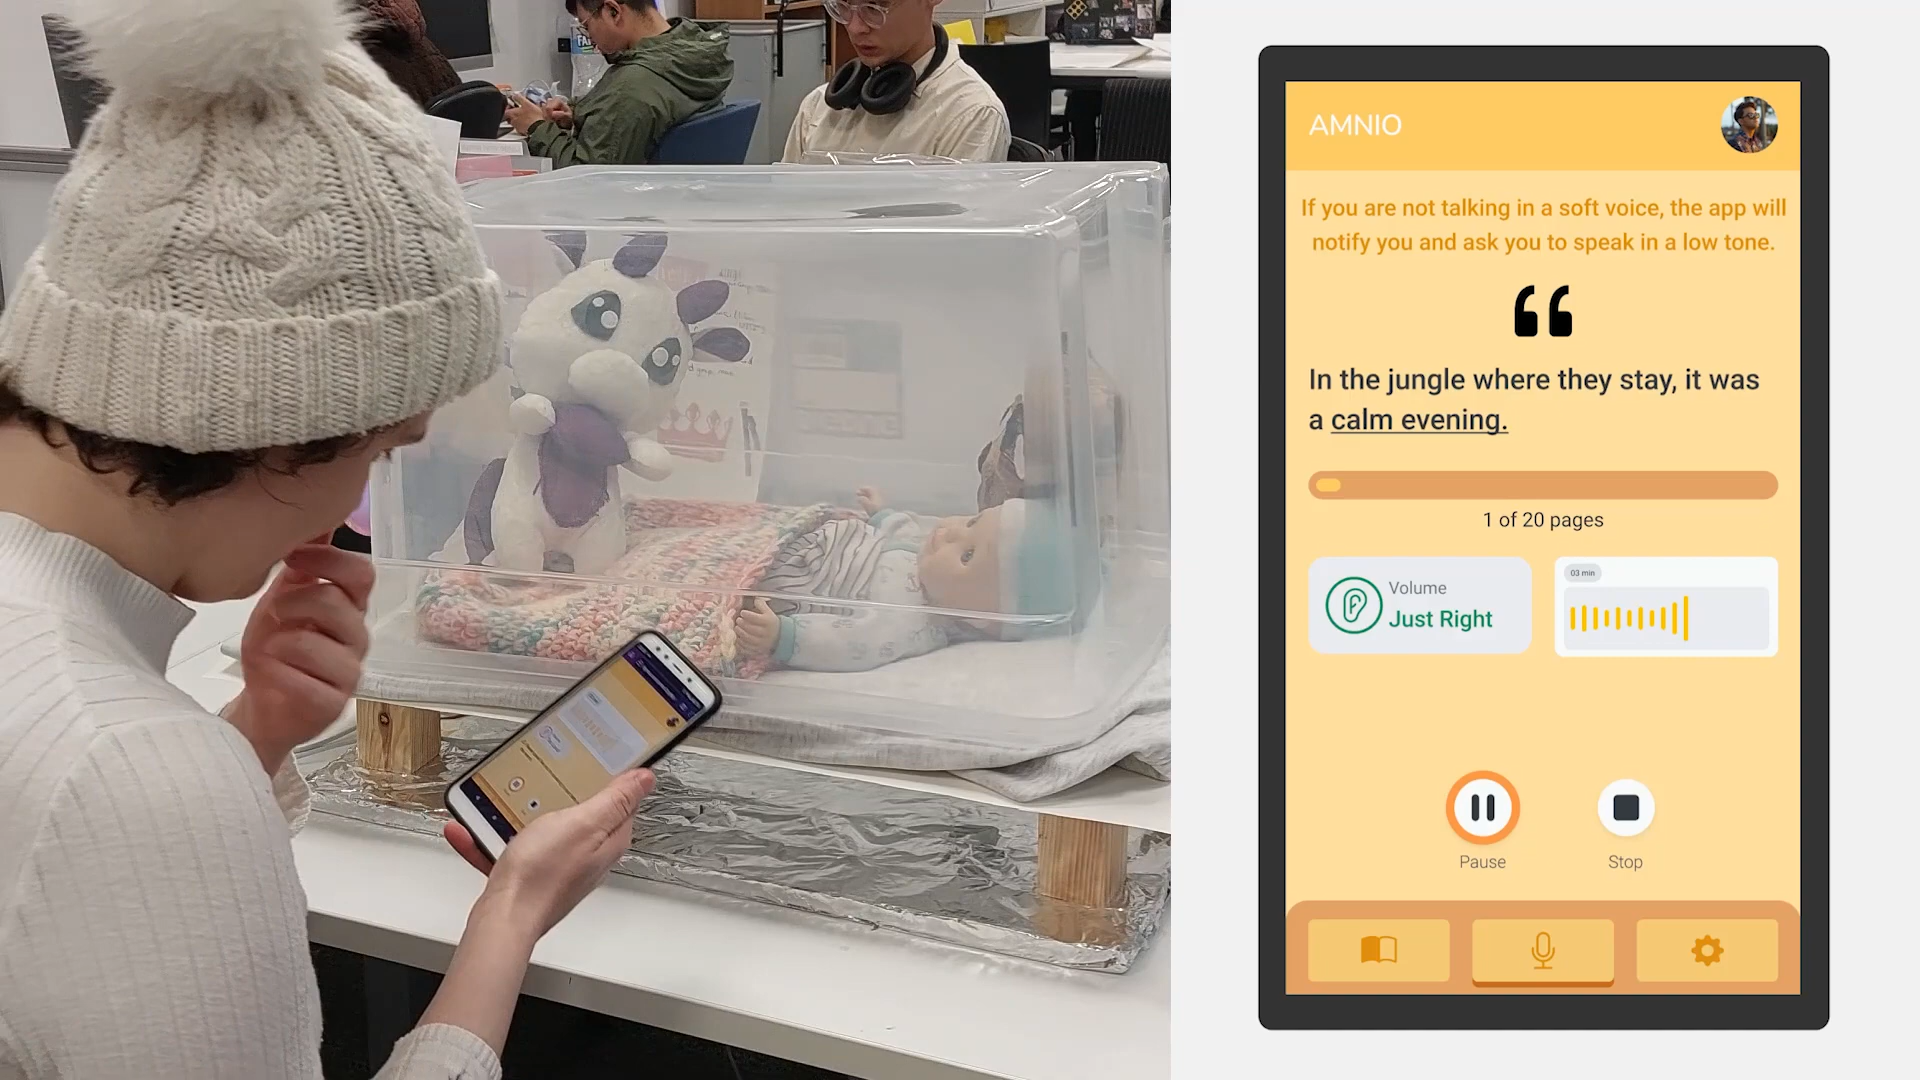 AMNIO
If you are not talking in a soft voice, the app will
notify you and ask you to speak in a low tone.
In the jungle where they stay, it was
a calm evening.
1 of 20 pages
Volume
Just Right
03 min
Pause
Stop